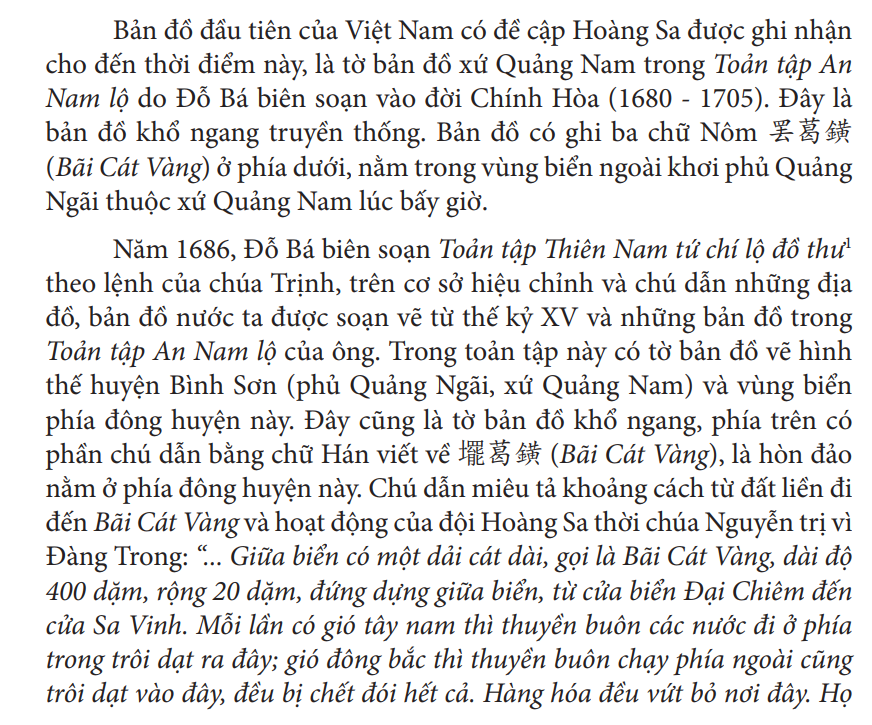 Bản đồ đầu tiên của Việt Nam có đề cập Hoàng Sa được ghi nhận
cho đến thời điểm này, là tờ bản đồ xứ Quảng Nam trong Toản tập An
Nam lộ do Đỗ Bá biên soạn vào đời Chính Hòa (1680 - 1705). Đây là
bản đồ khổ ngang truyền thống. Bản đồ có ghi ba chữ Nôm 罢葛鐄
(Bãi Cát Vàng) ở phía dưới, nằm trong vùng biển ngoài khơi phủ Quảng
Ngãi thuộc xứ Quảng Nam lúc bấy giờ.
Năm 1686, Đỗ Bá biên soạn Toản tập Thiên Nam tứ chí lộ đồ thư1
theo lệnh của chúa Trịnh, trên cơ sở hiệu chỉnh và chú dẫn những địa
đồ, bản đồ nước ta được soạn vẽ từ thế kỷ XV và những bản đồ trong
Toản tập An Nam lộ của ông. Trong toản tập này có tờ bản đồ vẽ hình
thế huyện Bình Sơn (phủ Quảng Ngãi, xứ Quảng Nam) và vùng biển
phía đông huyện này. Đây cũng là tờ bản đồ khổ ngang, phía trên có
phần chú dẫn bằng chữ Hán viết về 壩葛鐄 (Bãi Cát Vàng), là hòn đảo
nằm ở phía đông huyện này. Chú dẫn miêu tả khoảng cách từ đất liền đi
đến Bãi Cát Vàng và hoạt động của đội Hoàng Sa thời chúa Nguyễn trị vì
Đàng Trong: “... Giữa biển có một dải cát dài, gọi là Bãi Cát Vàng, dài độ
400 dặm, rộng 20 dặm, đứng dựng giữa biển, từ cửa biển Đại Chiêm đến
cửa Sa Vinh. Mỗi lần có gió tây nam thì thuyền buôn các nước đi ở phía
trong trôi dạt ra đây; gió đông bắc thì thuyền buôn chạy phía ngoài cũng
trôi dạt vào đây, đều bị chết đói hết cả. Hàng hóa đều vứt bỏ nơi đây. Họ